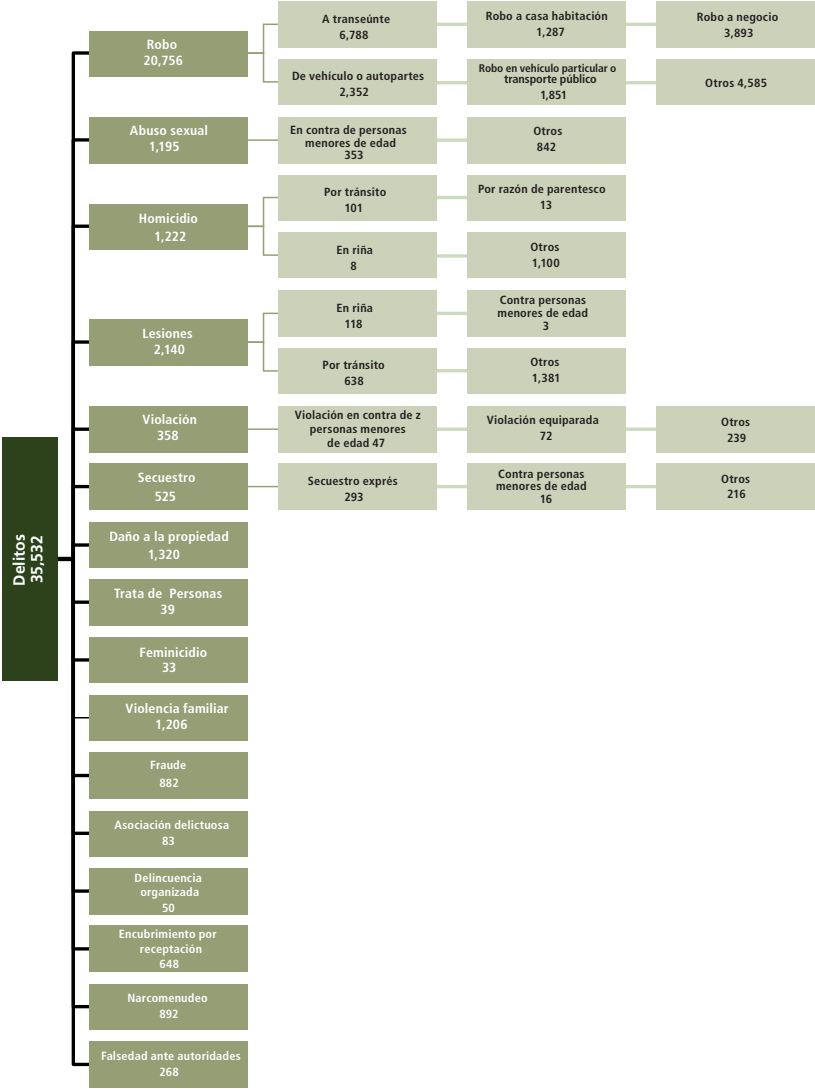 Delitos
35,532
Robo
20,756
A transeúnte
6,788
Robo a casa habitación
1,287
Robo a negocio
3,893
De vehículo o autopartes
2,352
Robo en vehículo particular o
transporte público
1,851
Otros 4,585
Abuso sexual
1,195
En contra de personas
menores de edad
353
Otros
842
Homicidio
1,222
Por tránsito
101
Por razón de parentesco
13
En riña
8
Otros
1,100
Lesiones
2,140
En riña
118
Contra personas
menores de edad
3
Por tránsito
638
Otros
1,381
Violación
358
Violación en contra de z
personas menores
de edad 47
Violación equiparada
72
Otros
239
Secuestro
525
Secuestro exprés
293
Contra personas
menores de edad
16
Otros
216
Daño a la propiedad
1,320
Trata de Personas
39
Feminicidio
33
Violencia familiar
1,206
Fraude
882
Asociación delictuosa
83
Delincuencia
organizada
50
Encubrimiento por
receptación
648
Narcomenudeo
892
Falsedad ante autoridades
268